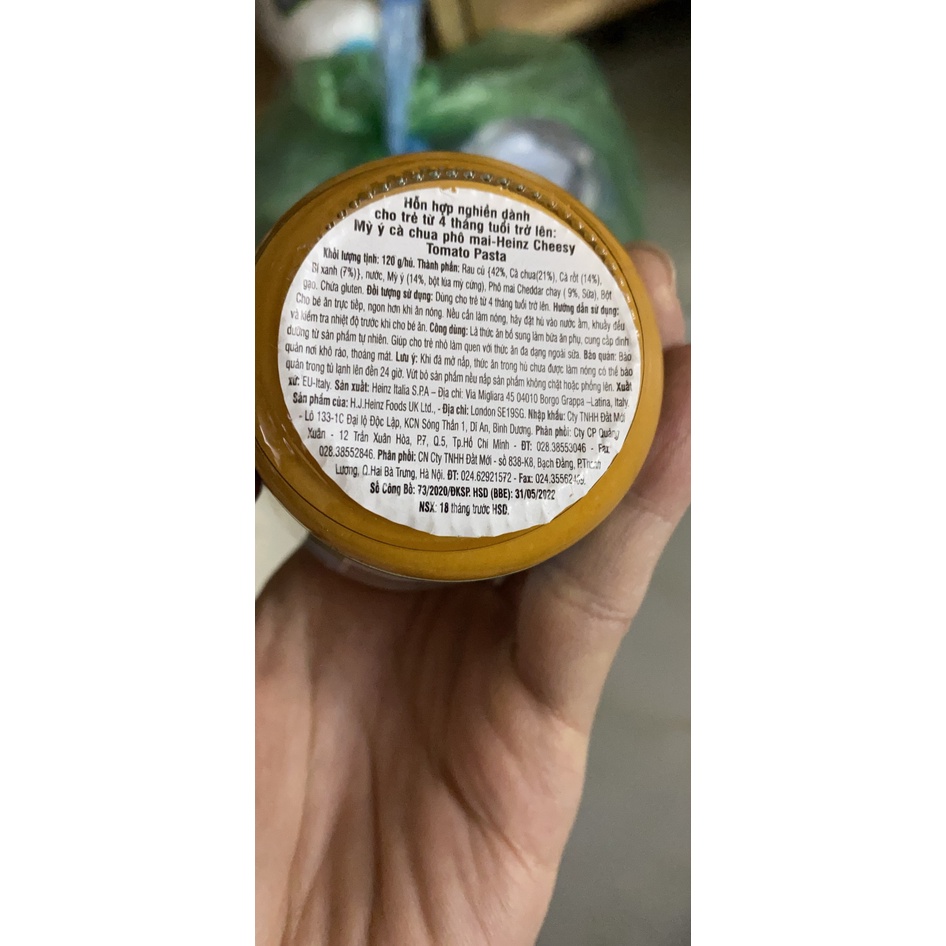 Hỗn hợp nghiền dành
cho trẻ từ 4 tháng tuổi trở lên:
Mỳ ý cà chua phô mai-Heinz Cheesy
Tomato Pasta
Khối lượng tịnh: 120 g/hũ. Thành phần: Rau củ {42%, Cà chua(21%), Cà rốt (14%),
Bí xanh (7%)}, nước, Mỳ ý (14%, bột lúa mỳ cứng), Phô mai Cheddar chay ( 9%, Sữa), Bột
gạo. Chứa gluten. Đối tượng sử dụng: Dùng cho trẻ từ 4 tháng tuổi trở lên. Hướng dẫn sử dụng:
Cho bé ăn trực tiếp, ngon hơn khi ăn nóng. Nếu cần làm nóng, hãy đặt hũ vào nước ấm, khuấy đều
và kiểm tra nhiệt độ trước khi cho bé ăn. Công dụng: Là thức ăn bổ sung làm bữa ăn phụ, cung cấp dinh
dưỡng từ sản phẩm tự nhiên. Giúp cho trẻ nhỏ làm quen với thức ăn đa dạng ngoài sữa. Bảo quản: Bảo
quản nơi khô ráo, thoáng mát. Lưu ý: Khi đã mở nắp, thức ăn trong hũ chưa được làm nóng có thể bảo
quản trong tủ lạnh lên đến 24 giờ. Vứt bỏ sản phẩm nếu nắp sản phẩm không chặt hoặc phồng lên. Xuất
xứ: EU-Italy. Sản xuất: Heinz Italia S.P.A – Địa chỉ: Via Migliara 45 04010 Borgo Grappa –Latina, Italy.
Sản phẩm của: H.J.Heinz Foods UK Ltd., - Địa chỉ: London SE19SG. Nhập khẩu: Cty TNHH Đất Mới
- Lô 133-1C Đại lộ Độc Lập, KCN Sóng Thần 1, Dĩ An, Bình Dương. Phân phối: Cty CP Quảng
Xuân - 12 Trần Xuân Hòa, P.7, Q.5, Tp.Hồ Chí Minh - ĐT: 028.38553046 - Fax:
028.38552846. Phân phối: CN Cty TNHH Đất Mới - số 838-K8, Bạch Đằng, P.Thanh
Lương, Q.Hai Bà Trưng, Hà Nội. ĐT: 024.62921572 - Fax:
Số Công Bố: 73/2020/ĐKSP. HSD (BBE): 31/05/2022
NSX: 18 tháng trước HSD.